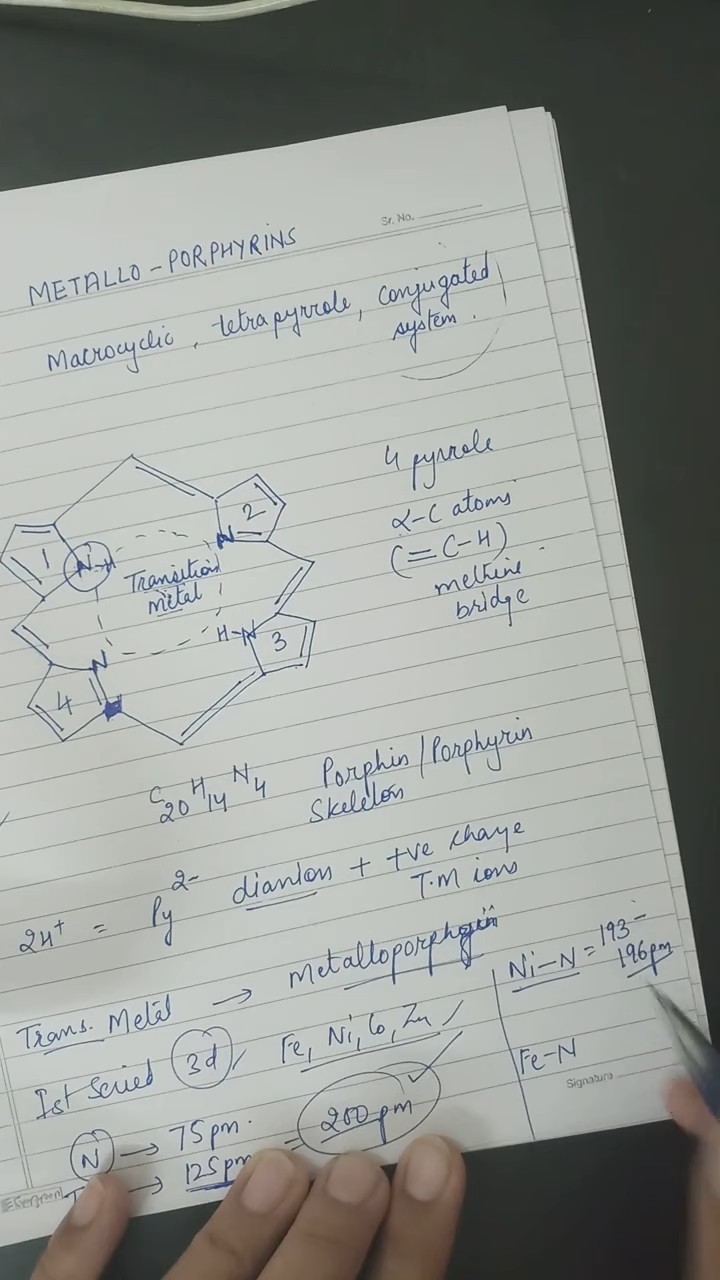 Sr. No.
METALLO-PORPHYRINS
Macrocyclic, tetrapyrrole, conjugated
system.
4 pyrrole
α-C atoms
(=C-H)
methine
bridge
1
N-H
2
N
Transition
metal
H-N
3
N
4
C20H14N4 Porphin/Porphyrin
Skeleton
2H+ = Py2- dianion + +ve charge
T.M ions
Trans. Metal → Metalloporphyrin
Ist Series 3d, Fe, Ni, Co, Zn
N → 75pm.
→ 125pm = 200 pm
Ni-N = 193-
196pm
Fe-N
Signature